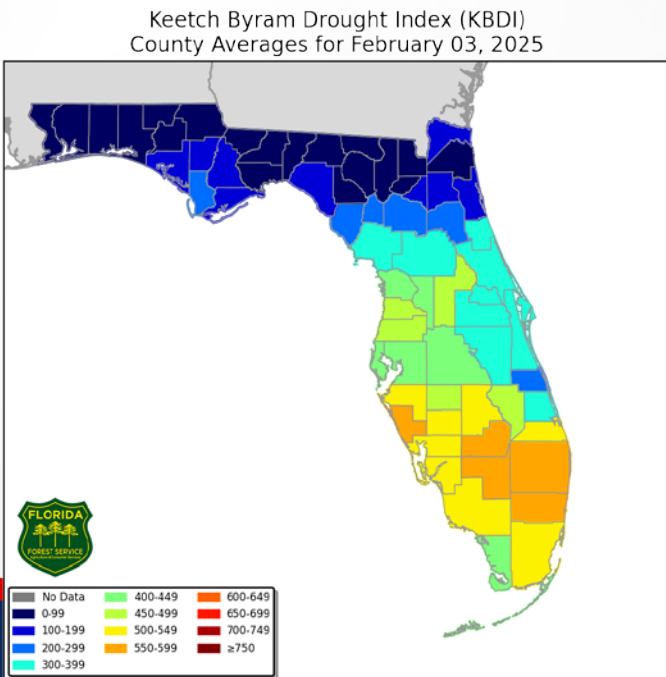 Keetch Byram Drought Index (KBDI)
County Averages for February 03, 2025
FLORIDA
FOREST SERVICE
No Data
0-99
100-199
200-299
300-399
400-449
450-499
500-549
550-599
600-649
650-699
700-749
≥750